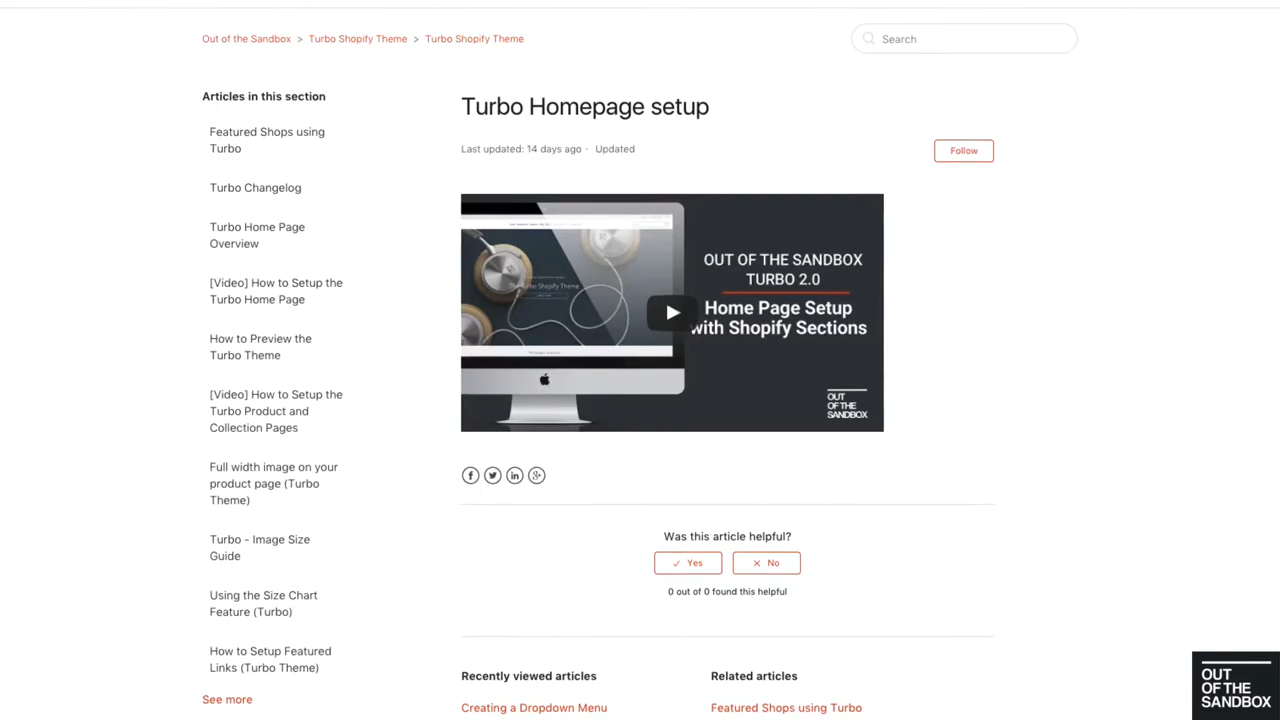 Out of the Sandbox > Turbo Shopify Theme > Turbo Shopify Theme
Search
Articles in this section
Featured Shops using
Turbo
Turbo Changelog
Turbo Home Page
Overview
[Video] How to Setup the
Turbo Home Page
How to Preview the
Turbo Theme
[Video] How to Setup the
Turbo Product and
Collection Pages
Full width image on your
product page (Turbo
Theme)
Turbo - Image Size
Guide
Using the Size Chart
Feature (Turbo)
How to Setup Featured
Links (Turbo Theme)
See more
Turbo Homepage setup
Last updated: 14 days ago · Updated
Follow
The Turbo Shopify Theme
OUT OF THE SANDBOX
TURBO 2.0
Home Page Setup
with Shopify Sections
OUT
OF THE
SANDBOX
Was this article helpful?
Yes
No
0 out of 0 found this helpful
Recently viewed articles
Creating a Dropdown Menu
Related articles
Featured Shops using Turbo
OUT
OF THE
SANDBOX